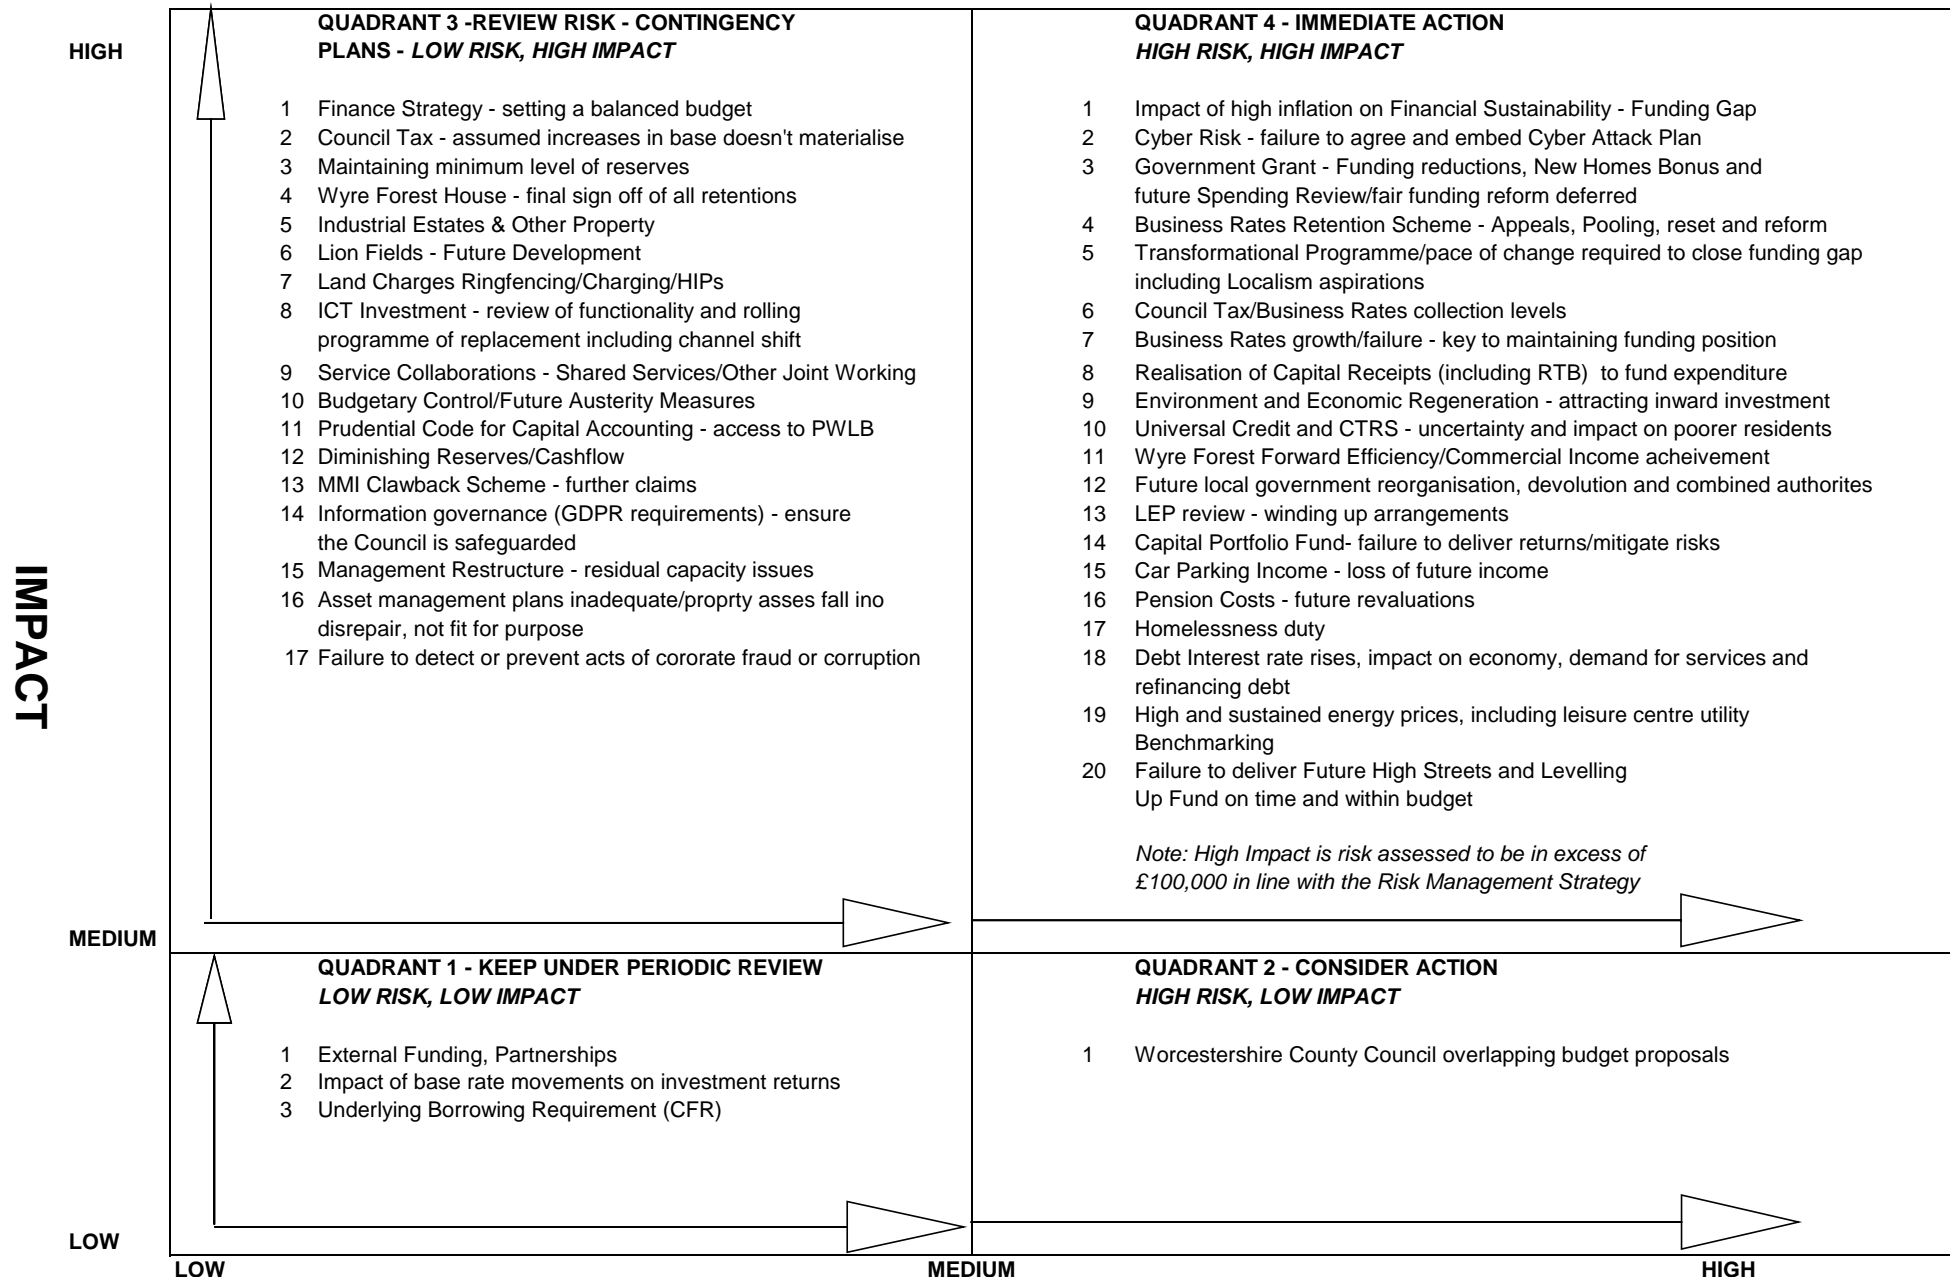 HIGH
QUADRANT 3 -REVIEW RISK - CONTINGENCY
PLANS - LOW RISK, HIGH IMPACT
1 Finance Strategy - setting a balanced budget
2 Council Tax - assumed increases in base doesn't materialise
3 Maintaining minimum level of reserves
4 Wyre Forest House - final sign off of all retentions
5 Industrial Estates & Other Property
6 Lion Fields - Future Development
7 Land Charges Ringfencing/Charging/HIPs
8 ICT Investment - review of functionality and rolling
programme of replacement including channel shift
9 Service Collaborations - Shared Services/Other Joint Working
10 Budgetary Control/Future Austerity Measures
11 Prudential Code for Capital Accounting - access to PWLB
12 Diminishing Reserves/Cashflow
13 MMI Clawback Scheme - further claims
14 Information governance (GDPR requirements) - ensure
the Council is safeguarded
15 Management Restructure - residual capacity issues
16 Asset management plans inadequate/proprty asses fall ino
disrepair, not fit for purpose
17 Failure to detect or prevent acts of cororate fraud or corruption
QUADRANT 4 - IMMEDIATE ACTION
HIGH RISK, HIGH IMPACT
1 Impact of high inflation on Financial Sustainability - Funding Gap
2 Cyber Risk - failure to agree and embed Cyber Attack Plan
3 Government Grant - Funding reductions, New Homes Bonus and
future Spending Review/fair funding reform deferred
4 Business Rates Retention Scheme - Appeals, Pooling, reset and reform
5 Transformational Programme/pace of change required to close funding gap
including Localism aspirations
6 Council Tax/Business Rates collection levels
7 Business Rates growth/failure - key to maintaining funding position
8 Realisation of Capital Receipts (including RTB) to fund expenditure
9 Environment and Economic Regeneration - attracting inward investment
10 Universal Credit and CTRS - uncertainty and impact on poorer residents
11 Wyre Forest Forward Efficiency/Commercial Income acheivement
12 Future local government reorganisation, devolution and combined authorites
13 LEP review - winding up arrangements
14 Capital Portfolio Fund- failure to deliver returns/mitigate risks
15 Car Parking Income - loss of future income
16 Pension Costs - future revaluations
17 Homelessness duty
18 Debt Interest rate rises, impact on economy, demand for services and
refinancing debt
19 High and sustained energy prices, including leisure centre utility
Benchmarking
20 Failure to deliver Future High Streets and Levelling
Up Fund on time and within budget
Note: High Impact is risk assessed to be in excess of
£100,000 in line with the Risk Management Strategy
IMPACT
MEDIUM
QUADRANT 1 - KEEP UNDER PERIODIC REVIEW
LOW RISK, LOW IMPACT
1 External Funding, Partnerships
2 Impact of base rate movements on investment returns
3 Underlying Borrowing Requirement (CFR)
QUADRANT 2 - CONSIDER ACTION
HIGH RISK, LOW IMPACT
1 Worcestershire County Council overlapping budget proposals
LOW
LOW MEDIUM HIGH